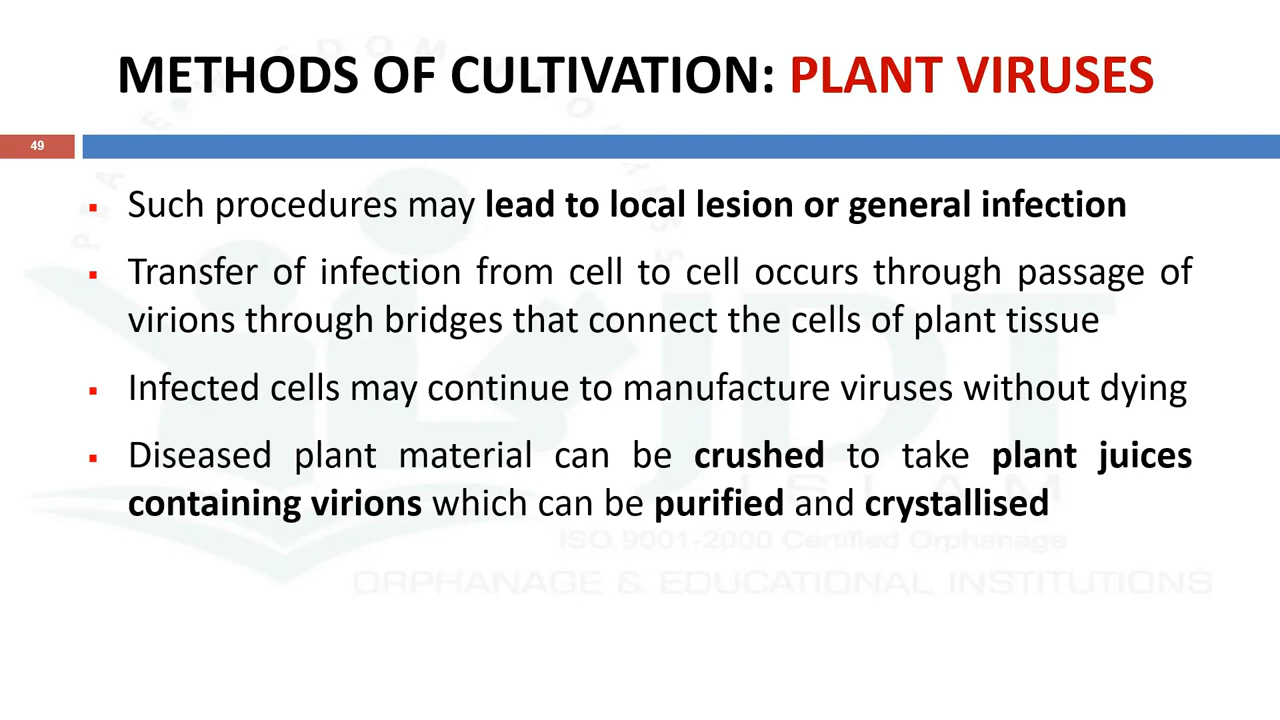 METHODS OF CULTIVATION: PLANT VIRUSES
49
▪ Such procedures may lead to local lesion or general infection
▪ Transfer of infection from cell to cell occurs through passage of
virions through bridges that connect the cells of plant tissue
▪ Infected cells may continue to manufacture viruses without dying
▪ Diseased plant material can be crushed to take plant juices
containing virions which can be purified and crystallised
JDT
ISLAM
ISO 9001-2000 Certified Orphanage
ORPHANAGE & EDUCATIONAL INSTITUTIONS